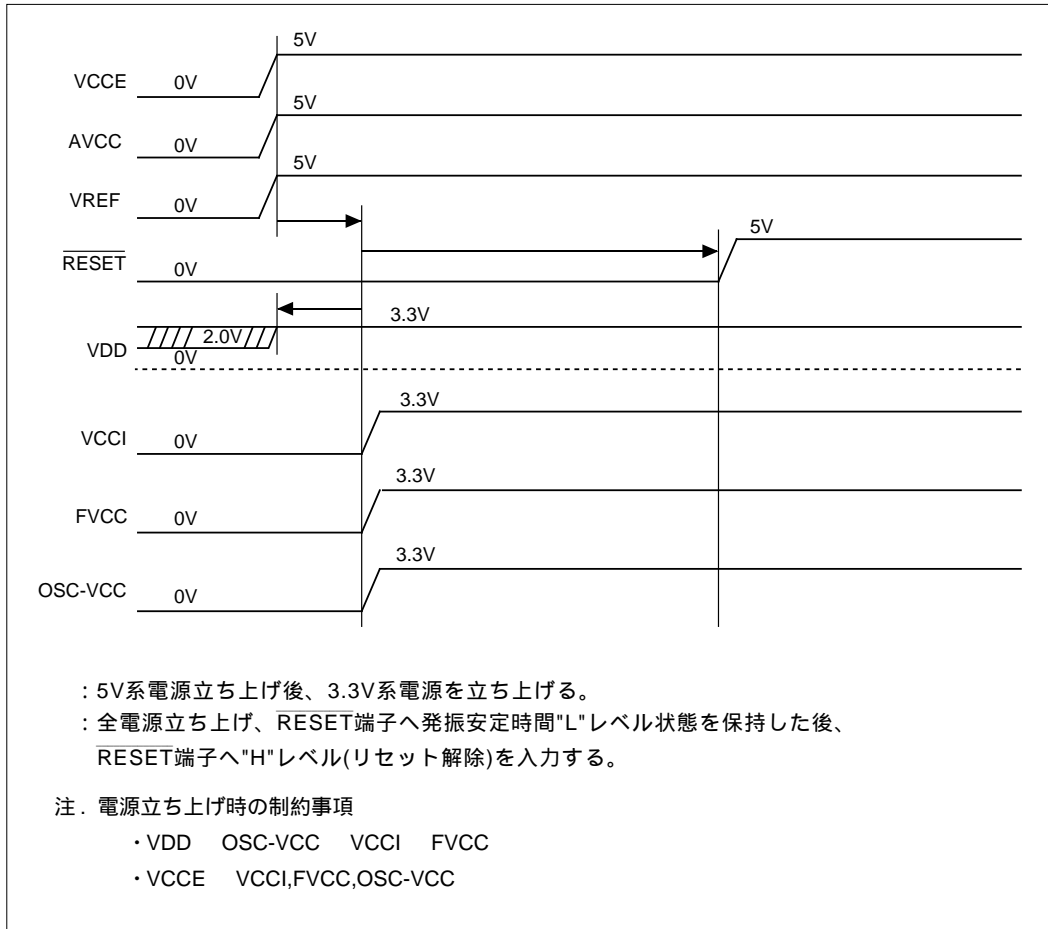 5V
VCCE 0V
5V
AVCC 0V
5V
VREF 0V
5V
RESET 0V
3.3V
VDD 2.0V
0V
3.3V
VCCI 0V
3.3V
FVCC 0V
3.3V
OSC-VCC 0V
：5V系電源立ち上げ後、3.3V系電源を立ち上げる。
：全電源立ち上げ、RESET端子へ発振安定時間"L"レベル状態を保持した後、
RESET端子へ"H"レベル(リセット解除)を入力する。
注．電源立ち上げ時の制約事項
・VDD OSC-VCC VCCI FVCC
・VCCE VCCI,FVCC,OSC-VCC